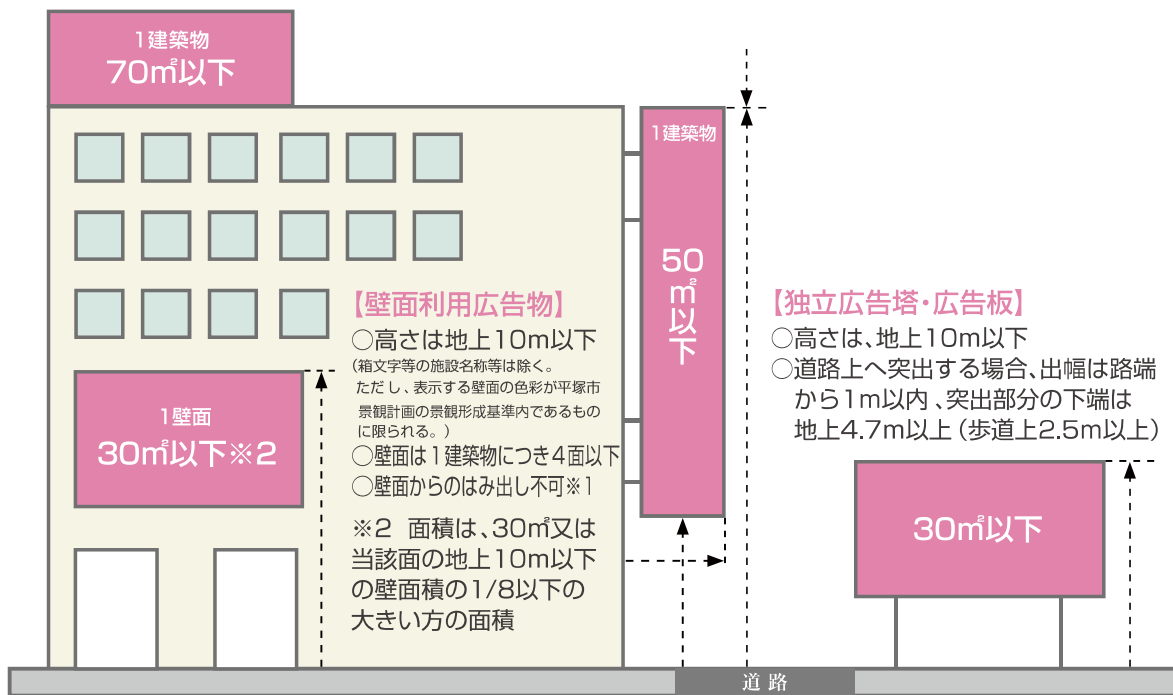 1建築物
70㎡以下
1建築物
50㎡以下
【壁面利用広告物】
○高さは地上10m以下
(箱文字等の施設名称等は除く。
ただし、表示する壁面の色彩が平塚市
景観計画の景観形成基準内であるもの
に限られる。)
○壁面は1建築物につき4面以下
○壁面からのはみ出し不可※1
※2 面積は、30㎡又は
当該面の地上10m以下
の壁面積の1/8以下の
大きい方の面積
1壁面
30㎡以下※2
【独立広告塔・広告板】
○高さは、地上10m以下
○道路上へ突出する場合、出幅は路端
から1m以内、突出部分の下端は
地上4.7m以上(歩道上2.5m以上)
30㎡以下
道路